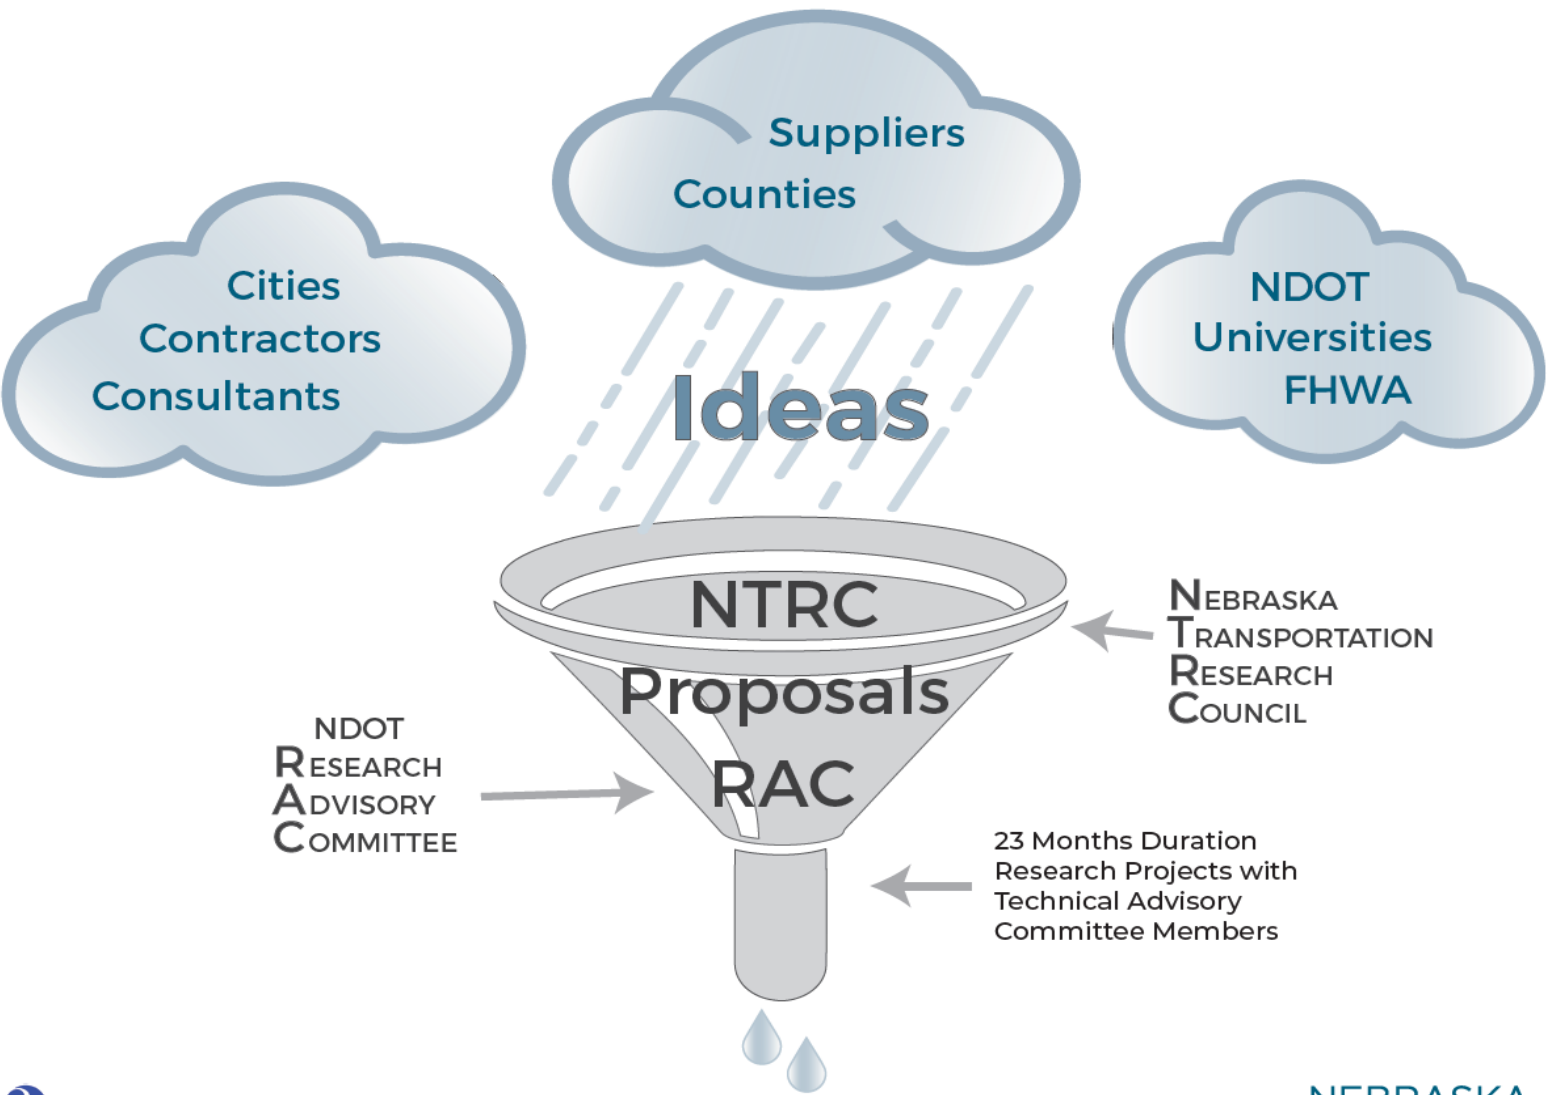 Suppliers
Counties
Cities
Contractors
Consultants
NDOT
Universities
FHWA
Ideas
NTRC
Proposals
RAC
NEBRASKA
TRANSPORTATION
RESEARCH
COUNCIL
NDOT
RESEARCH
ADVISORY
COMMITTEE
23 Months Duration
Research Projects with
Technical Advisory
Committee Members
NEBRASKA